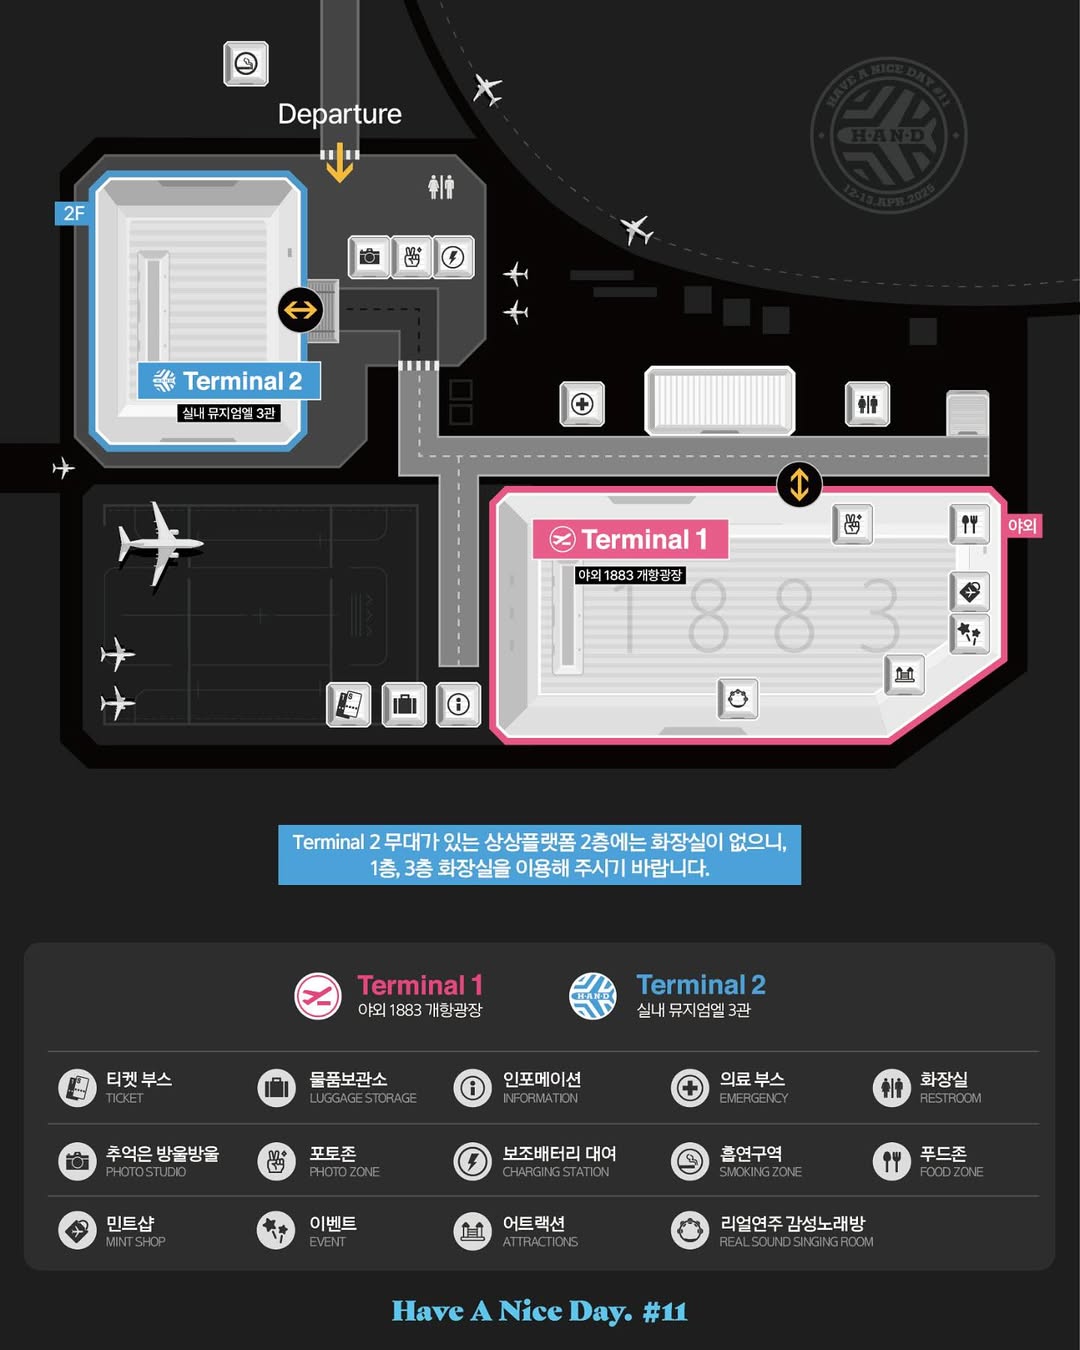 Departure
HAVE A NICE DAY #11
H·A·N·D
12-13.APR.2025
2F
Terminal 2
실내 뮤지엄엘 3관
Terminal 1
야외 1883 개항광장
야외
1883
Terminal 2 무대가 있는 상상플랫폼 2층에는 화장실이 없으니,
1층, 3층 화장실을 이용해 주시기 바랍니다.
Terminal 1
야외 1883 개항광장
H·A·N·D
Terminal 2
실내 뮤지엄엘 3관
티켓 부스
TICKET
물품보관소
LUGGAGE STORAGE
인포메이션
INFORMATION
의료 부스
EMERGENCY
화장실
RESTROOM
추억은 방울방울
PHOTO STUDIO
포토존
PHOTO ZONE
보조배터리 대여
CHARGING STATION
흡연구역
SMOKING ZONE
푸드존
FOOD ZONE
민트샵
MINT SHOP
이벤트
EVENT
어트랙션
ATTRACTIONS
리얼연주 감성노래방
REAL SOUND SINGING ROOM
Have A Nice Day. #11